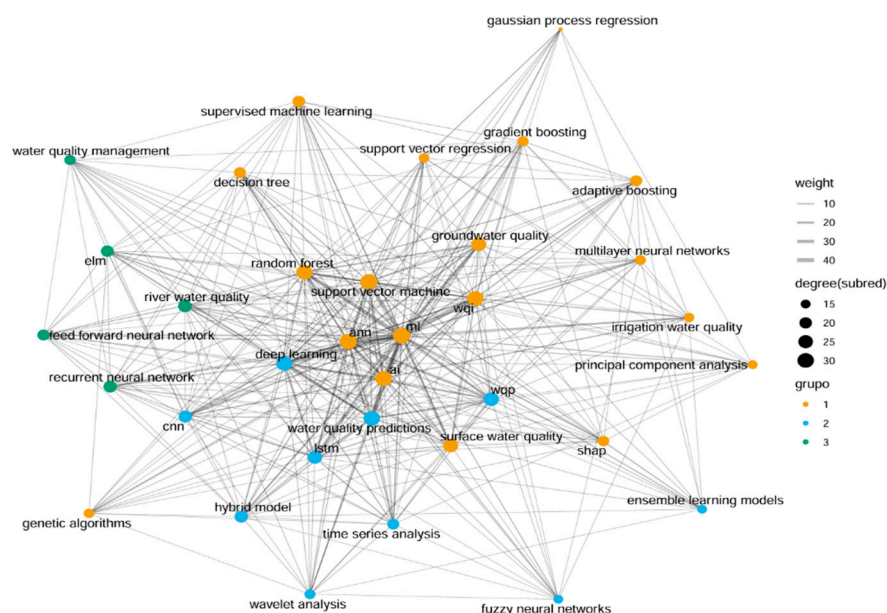 gaussian process regression
supervised machine learning
gradient boosting
water quality management
support vector regression
decision tree
adaptive boosting
groundwater quality
multilayer neural networks
elm
random forest
river water quality
support vector machine
wqi
feed forward neural network
ann
ml
irrigation water quality
deep learning
principal component analysis
recurrent neural network
ai
wqp
cnn
water quality predictions
surface water quality
lstm
shap
ensemble learning models
hybrid model
genetic algorithms
time series analysis
wavelet analysis
fuzzy neural networks
weight
10
20
30
40
degree(subred)
15
20
25
30
grupo
1
2
3